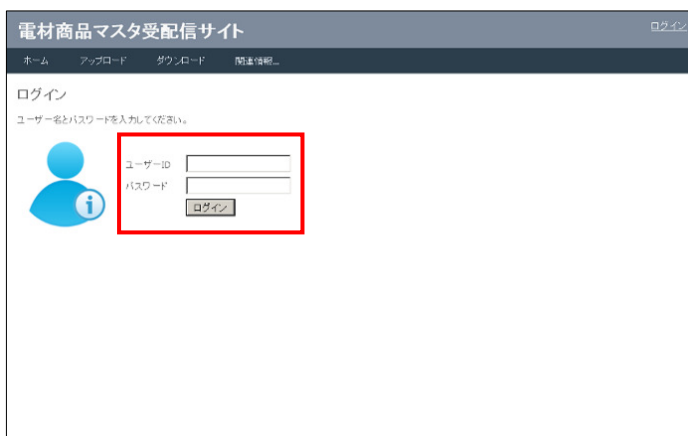 電材商品マスタ受配信サイト
ログイン
ホーム アップロード ダウンロード 関連情報...
ログイン
ユーザー名とパスワードを入力してください。
ユーザーID
パスワード
ログイン